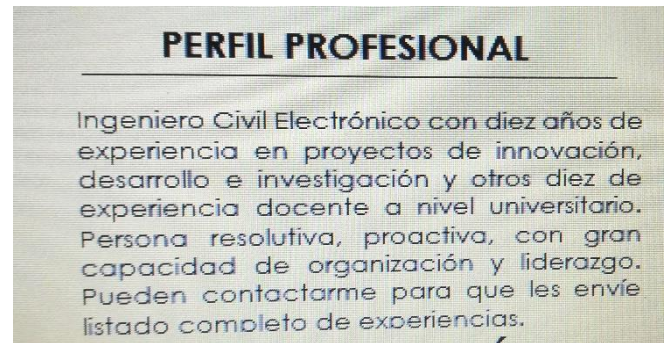 PERFIL PROFESIONAL
Ingeniero Civil Electrónico con diez años de
experiencia en proyectos de innovación,
desarrollo e investigación y otros diez de
experiencia docente a nivel universitario.
Persona resolutiva, proactiva, con gran
capacidad de organización y liderazgo.
Pueden contactarme para que les envíe
listado completo de experiencias.